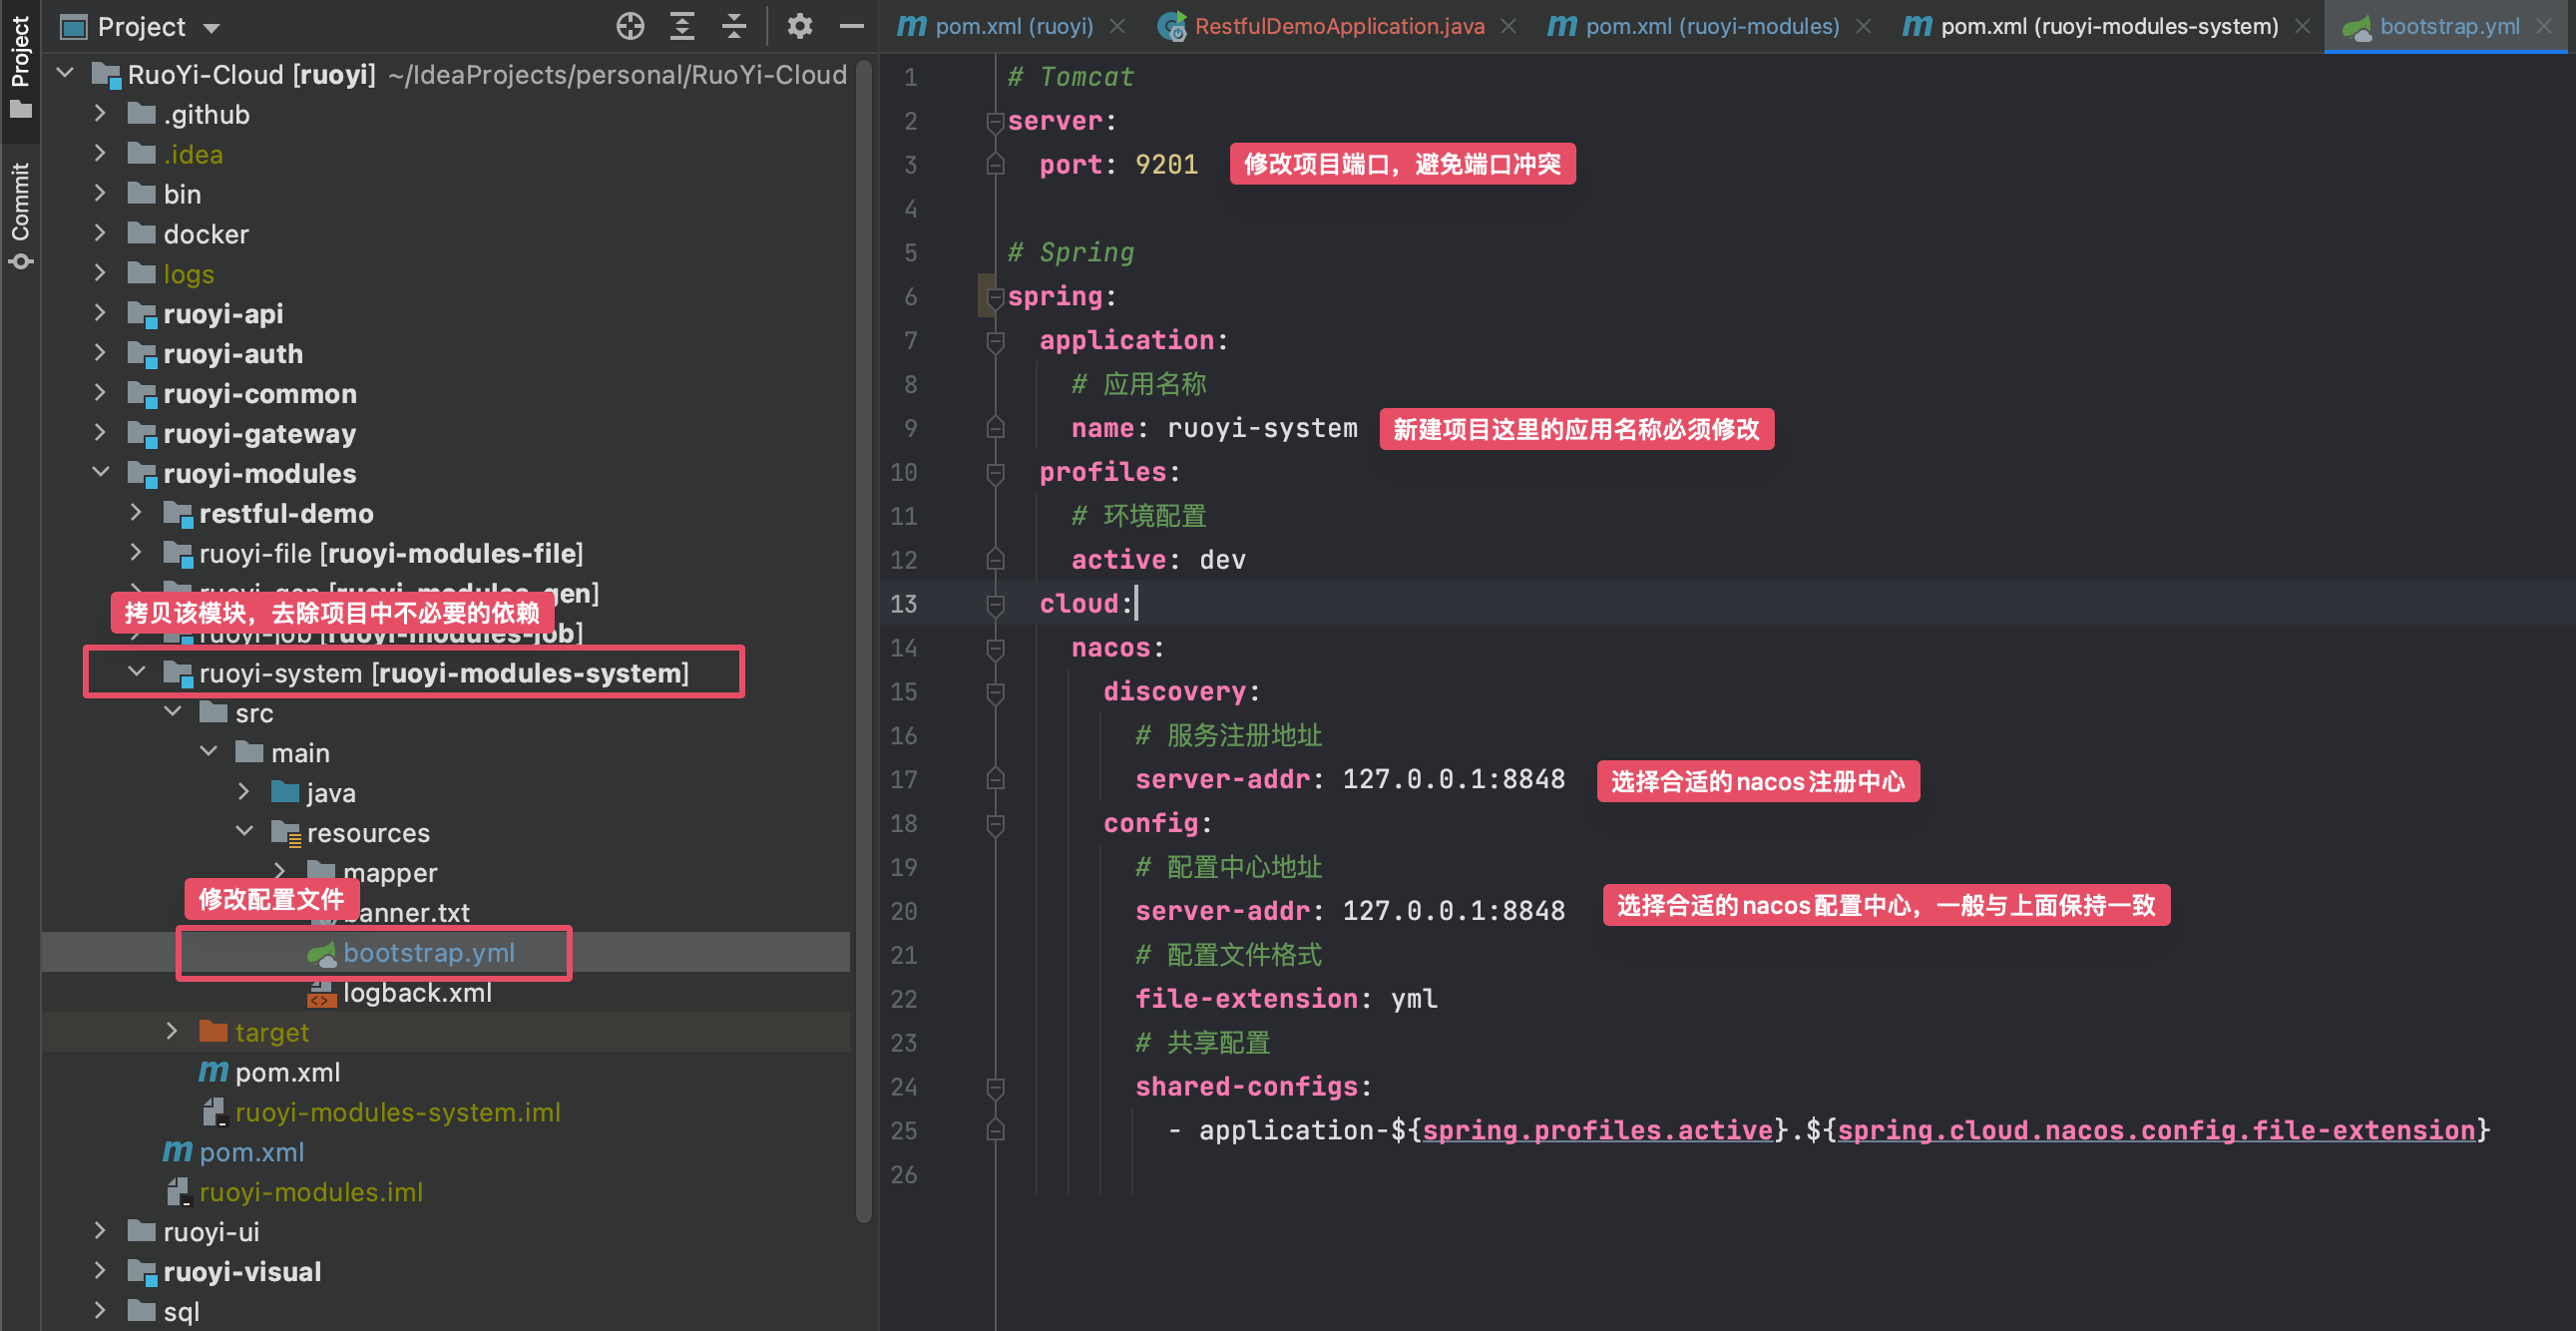 Project
Commit
Project
RuoYi-Cloud [ruoyi] ~/IdeaProjects/personal/RuoYi-Cloud
.github
.idea
bin
docker
logs
ruoyi-api
ruoyi-auth
ruoyi-common
ruoyi-gateway
ruoyi-modules
restful-demo
ruoyi-file [ruoyi-modules-file]
ruoyi-gen [ruoyi-modules-gen]
拷贝该模块，去除项目中不必要的依赖
ruoyi-job [ruoyi-modules-job]
ruoyi-system [ruoyi-modules-system]
src
main
java
resources
mapper
修改配置文件
banner.txt
bootstrap.yml
logback.xml
target
pom.xml
ruoyi-modules-system.iml
pom.xml
ruoyi-modules.iml
ruoyi-ui
ruoyi-visual
sql
pom.xml (ruoyi)
RestfulDemoApplication.java
pom.xml (ruoyi-modules)
pom.xml (ruoyi-modules-system)
bootstrap.yml
1 # Tomcat
2 server:
3 port: 9201 修改项目端口，避免端口冲突
4
5 # Spring
6 spring:
7 application:
8 # 应用名称
9 name: ruoyi-system 新建项目这里的应用名称必须修改
10 profiles:
11 # 环境配置
12 active: dev
13 cloud:
14 nacos:
15 discovery:
16 # 服务注册地址
17 server-addr: 127.0.0.1:8848 选择合适的nacos注册中心
18 config:
19 # 配置中心地址
20 server-addr: 127.0.0.1:8848 选择合适的nacos配置中心，一般与上面保持一致
21 # 配置文件格式
22 file-extension: yml
23 # 共享配置
24 shared-configs:
25 - application-${spring.profiles.active}.${spring.cloud.nacos.config.file-extension}
26